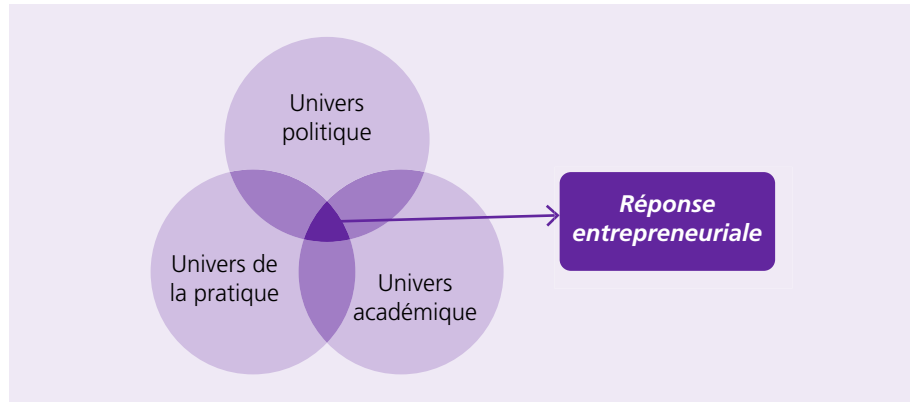 Univers
politique
Réponse
entrepreneuriale
Univers de
la pratique
Univers
académique